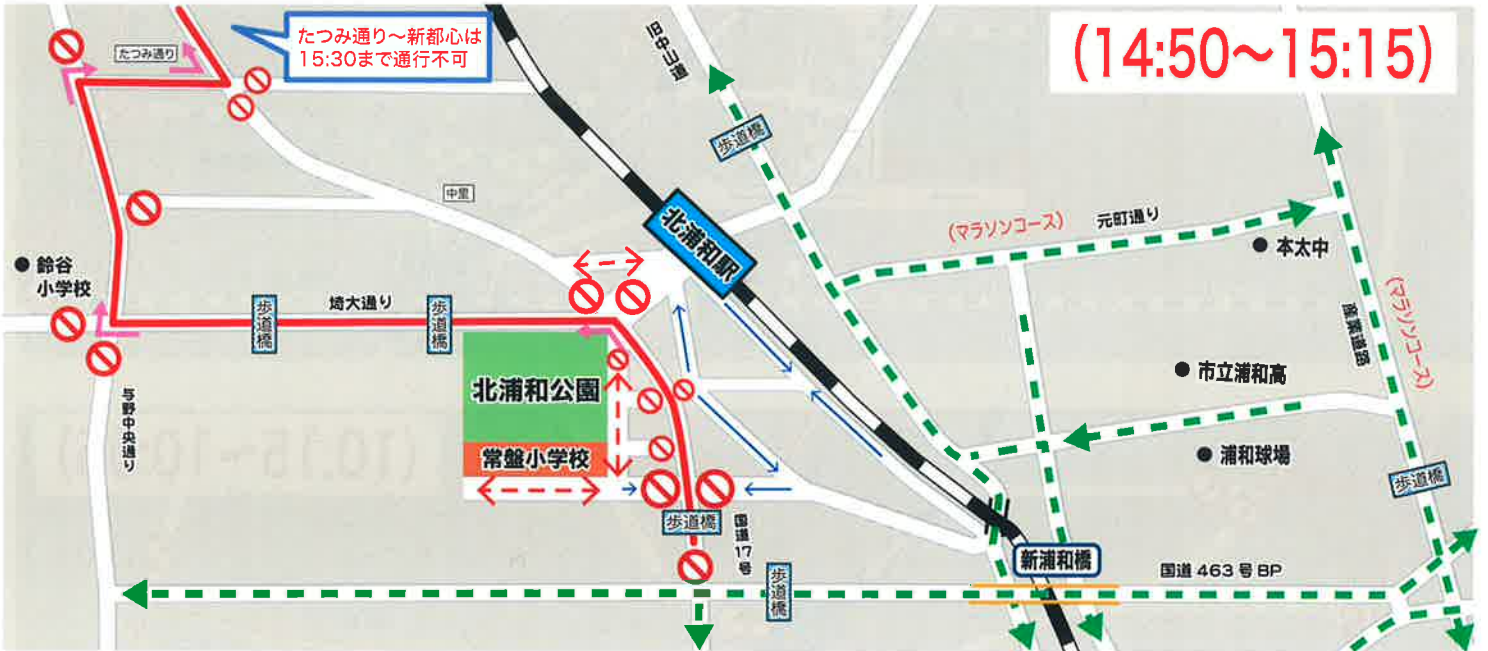 たつみ通り～新都心は
15:30まで通行不可
(14:50～15:15)
たつみ通り
旧中山道
歩道橋
中里
北浦和駅
(マラソンコース)
元町通り
本太中
鈴谷
小学校
埼大通り
歩道橋
歩道橋
産業道路
(マラソンコース)
北浦和公園
市立浦和高
与野中央通り
常盤小学校
浦和球場
歩道橋
歩道橋
国道17号
新浦和橋
国道463号BP
歩道橋
(10:15~10: